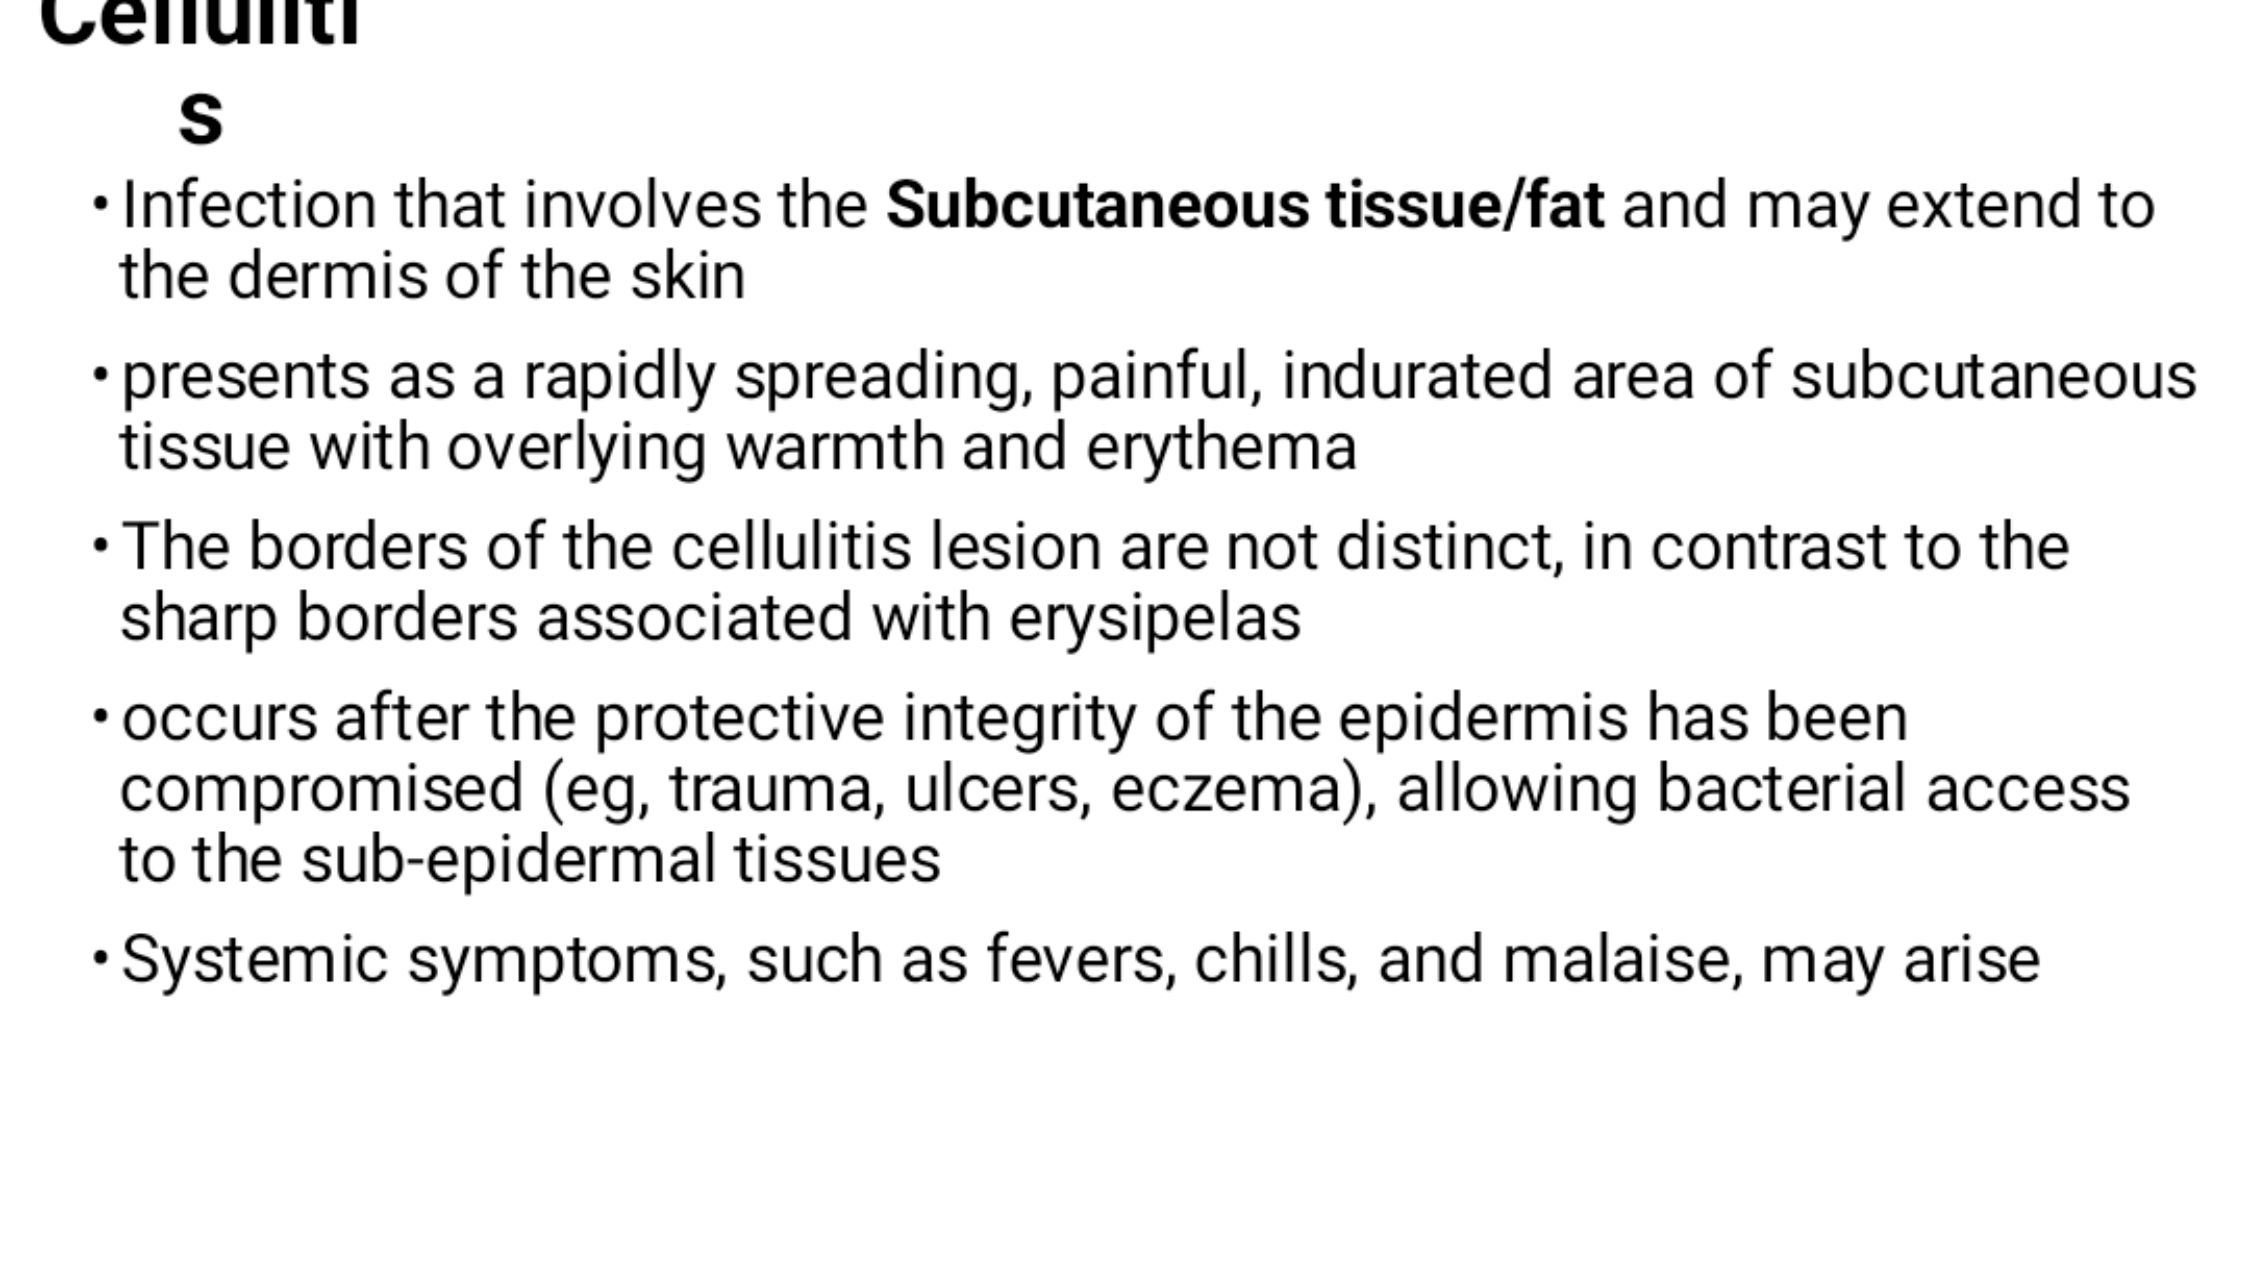 Celluliti
s
• Infection that involves the Subcutaneous tissue/fat and may extend to
the dermis of the skin
• presents as a rapidly spreading, painful, indurated area of subcutaneous
tissue with overlying warmth and erythema
• The borders of the cellulitis lesion are not distinct, in contrast to the
sharp borders associated with erysipelas
• occurs after the protective integrity of the epidermis has been
compromised (eg, trauma, ulcers, eczema), allowing bacterial access
to the sub-epidermal tissues
• Systemic symptoms, such as fevers, chills, and malaise, may arise